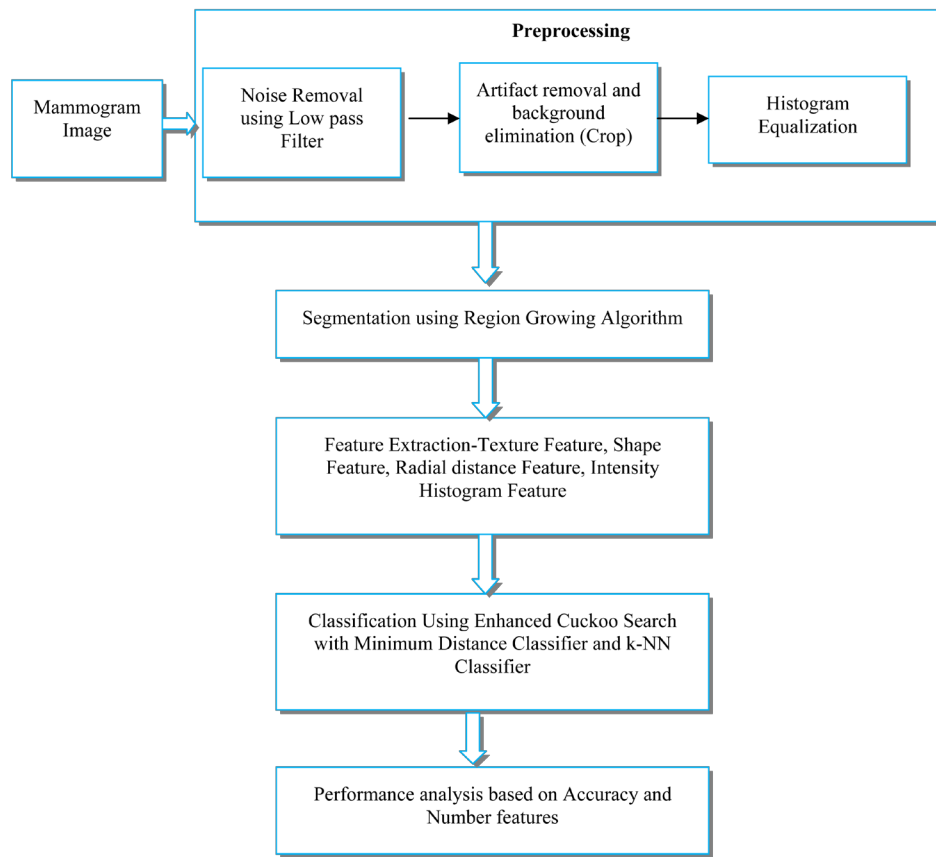 Preprocessing
Mammogram
Image
Noise Removal
using Low pass
Filter
Artifact removal and
background
elimination (Crop)
Histogram
Equalization
Segmentation using Region Growing Algorithm
Feature Extraction-Texture Feature, Shape
Feature, Radial distance Feature, Intensity
Histogram Feature
Classification Using Enhanced Cuckoo Search
with Minimum Distance Classifier and k-NN
Classifier
Performance analysis based on Accuracy and
Number features